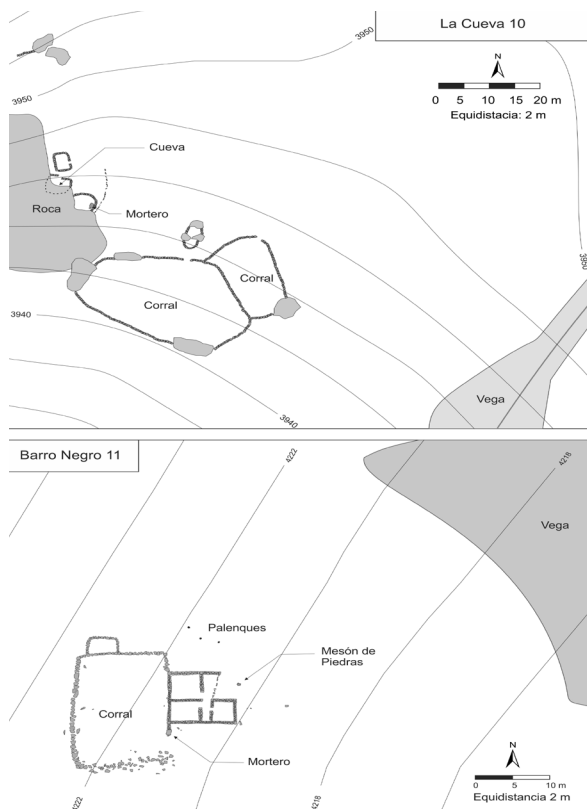 La Cueva 10
3950
3950
N
0 5 10 15 20 m
Equidistacia: 2 m
3950
Cueva
Roca
Mortero
3950
Corral
Corral
3940
Vega
3940
Barro Negro 11
4222
4218
Vega
Palenques
Mesón de
Piedras
Corral
Mortero
N
0 5 10 m
Equidistancia 2 m
4222
4218